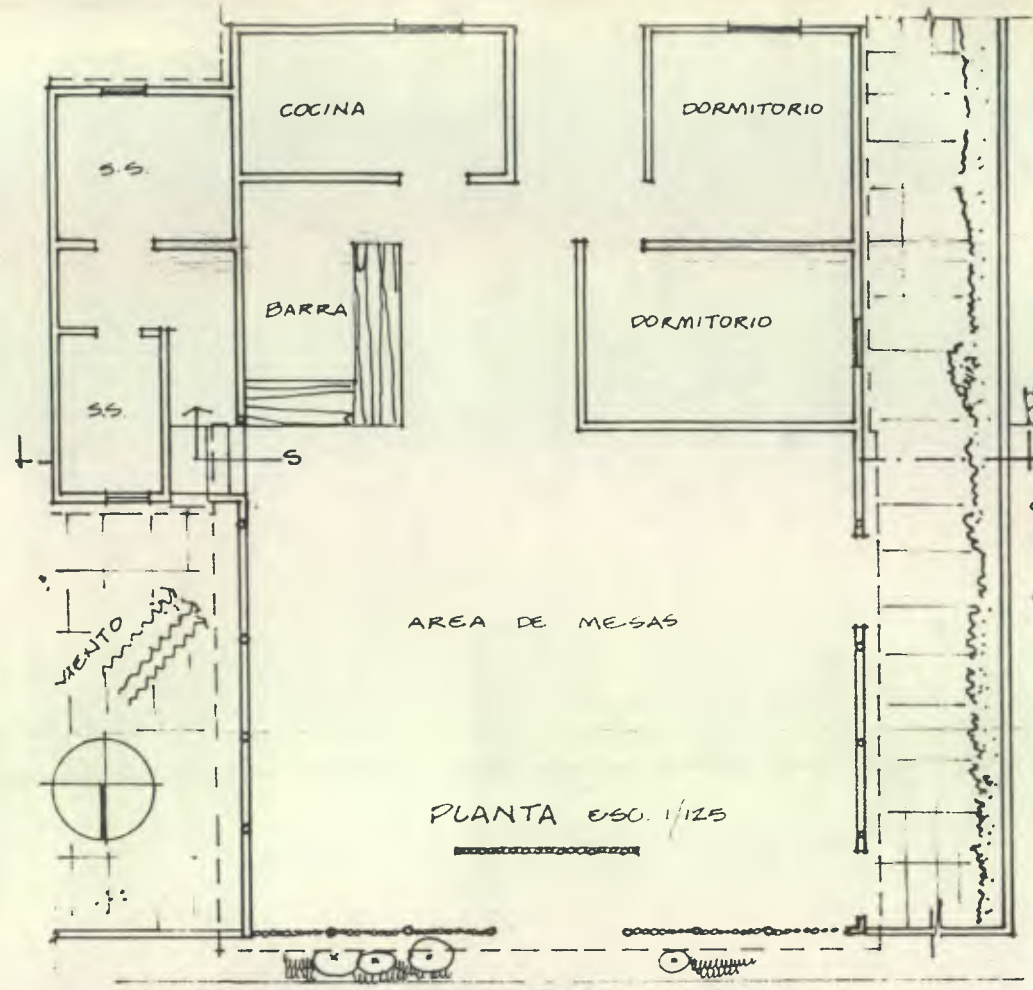 COCINA
DORMITORIO
S.S.
BARRA
DORMITORIO
S.S.
S
AREA DE MESAS
VIENTO
PLANTA ESC. 1/125